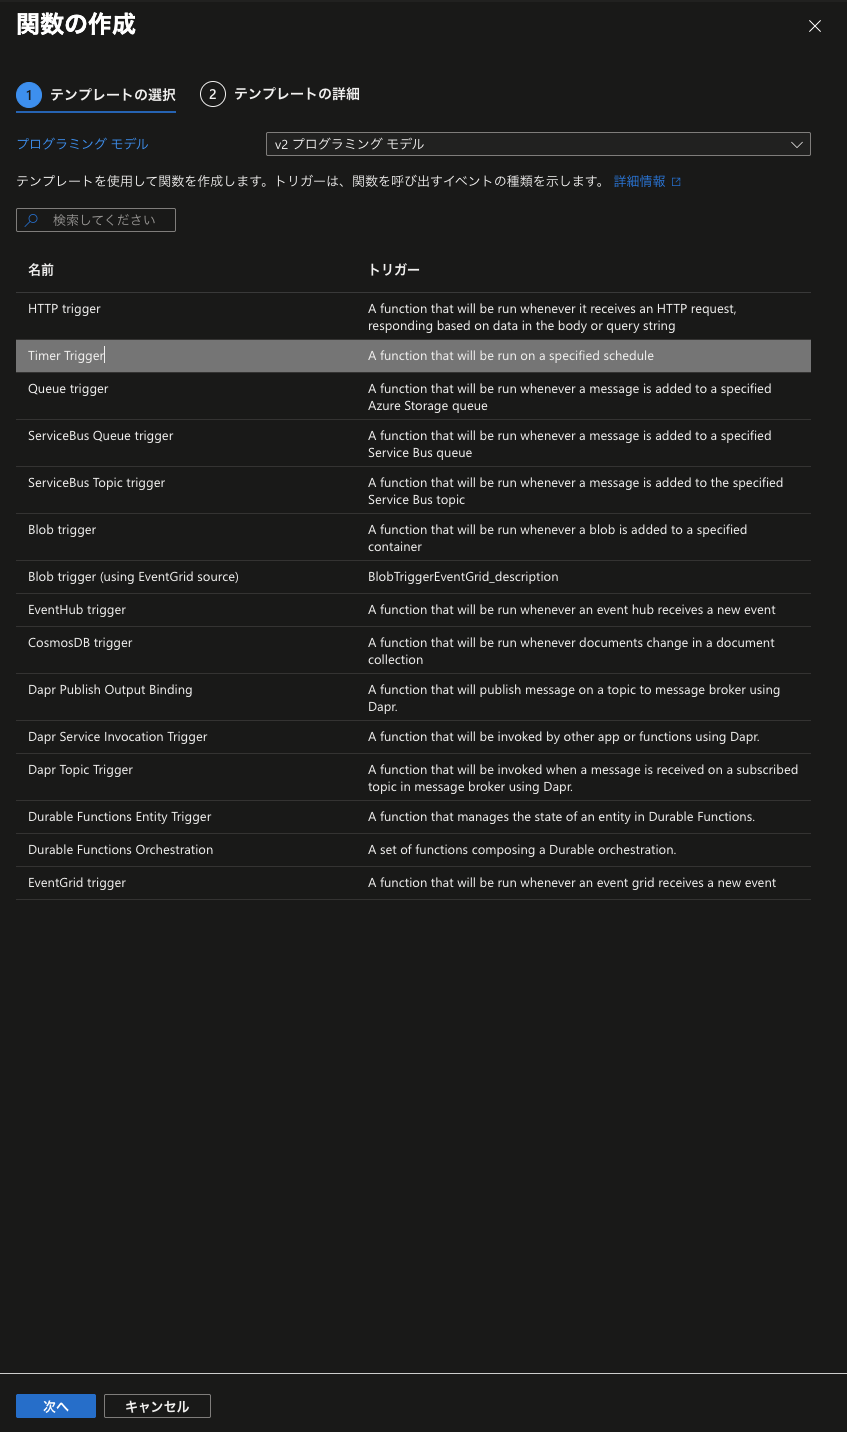 関数の作成
1 テンプレートの選択 2 テンプレートの詳細
プログラミング モデル v2 プログラミング モデル
テンプレートを使用して関数を作成します。トリガーは、関数を呼び出すイベントの種類を示します。 詳細情報
検索してください
名前 トリガー
HTTP trigger A function that will be run whenever it receives an HTTP request,
responding based on data in the body or query string
Timer Trigger A function that will be run on a specified schedule
Queue trigger A function that will be run whenever a message is added to a specified
Azure Storage queue
ServiceBus Queue trigger A function that will be run whenever a message is added to a specified
Service Bus queue
ServiceBus Topic trigger A function that will be run whenever a message is added to the specified
Service Bus topic
Blob trigger A function that will be run whenever a blob is added to a specified
container
Blob trigger (using EventGrid source) BlobTriggerEventGrid_description
EventHub trigger A function that will be run whenever an event hub receives a new event
CosmosDB trigger A function that will be run whenever documents change in a document
collection
Dapr Publish Output Binding A function that will publish message on a topic to message broker using
Dapr.
Dapr Service Invocation Trigger A function that will be invoked by other app or functions using Dapr.
Dapr Topic Trigger A function that will be invoked when a message is received on a subscribed
topic in message broker using Dapr.
Durable Functions Entity Trigger A function that manages the state of an entity in Durable Functions.
Durable Functions Orchestration A set of functions composing a Durable orchestration.
EventGrid trigger A function that will be run whenever an event grid receives a new event
次へ キャンセル